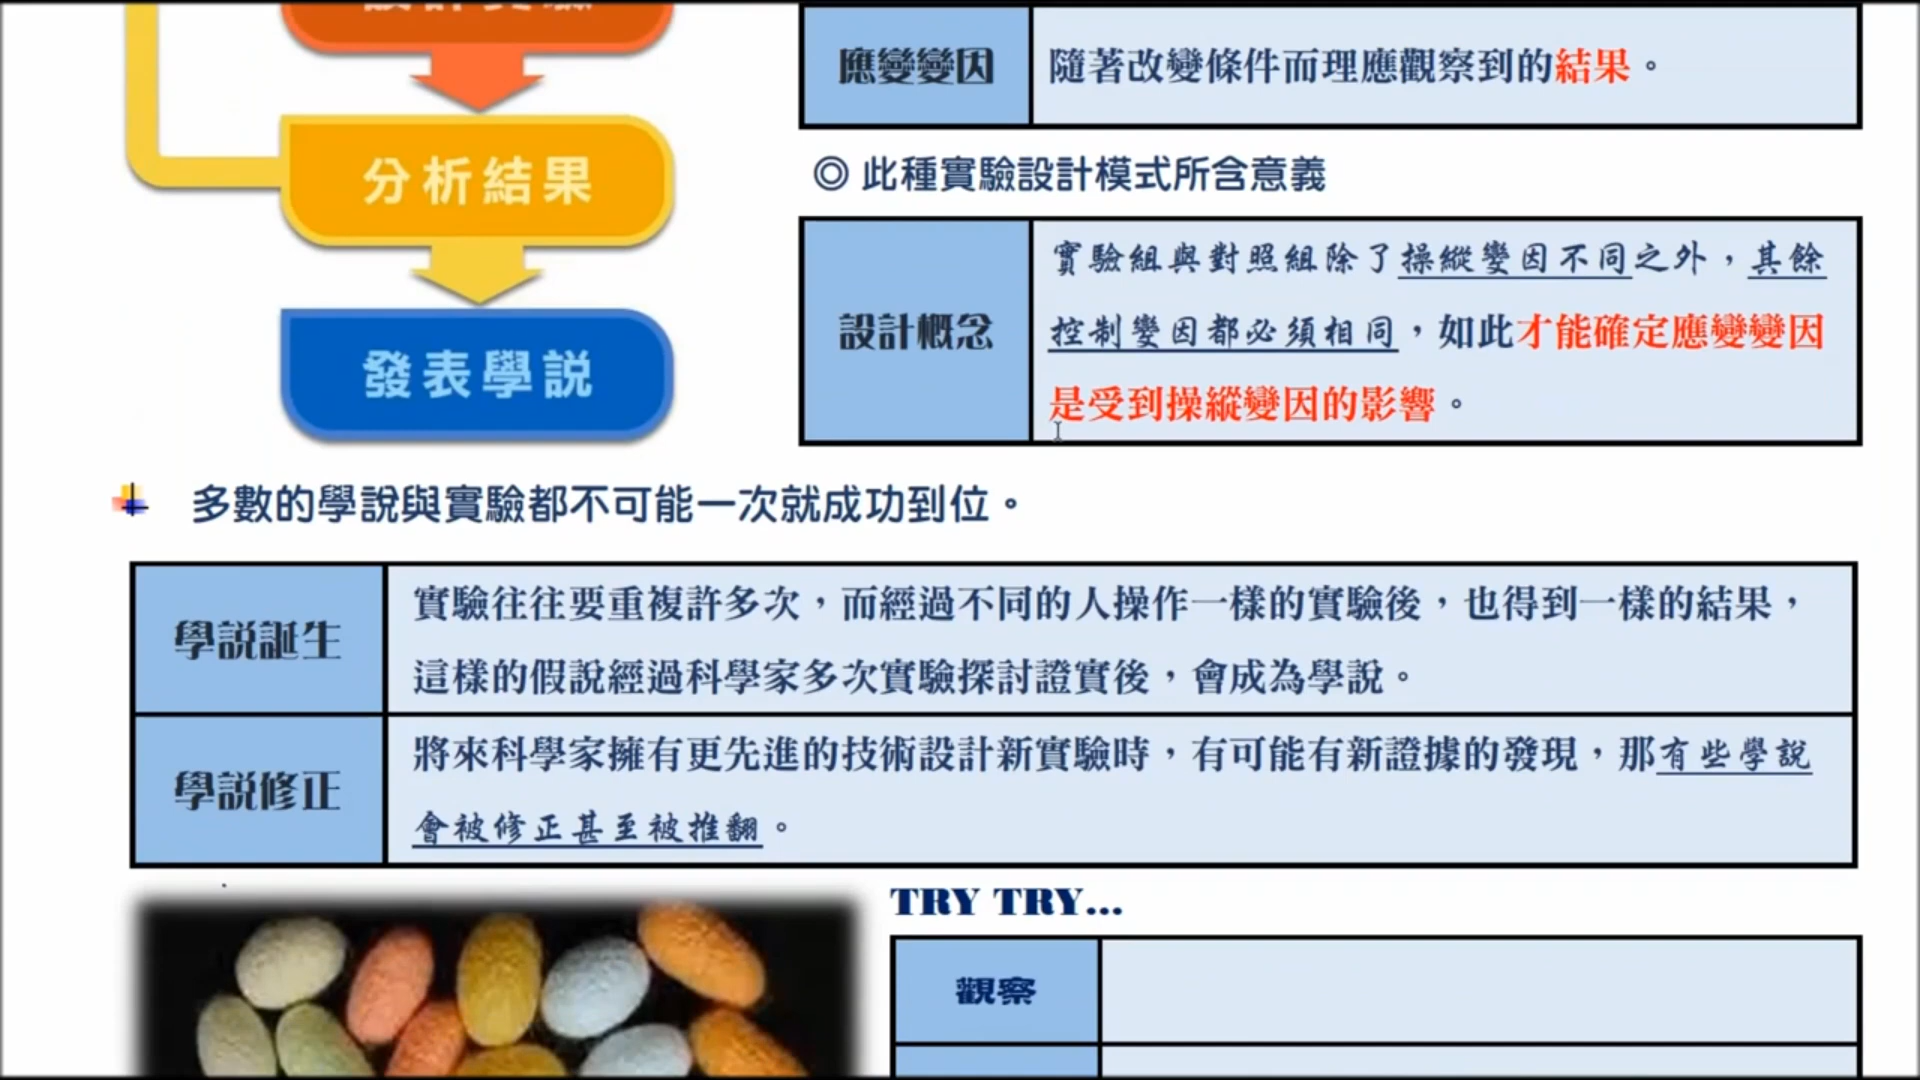 設計實驗
分析結果
發表學説
應變變因
隨著改變條件而理應觀察到的結果。
◎ 此種實驗設計模式所含意義
設計概念
實驗組與對照組除了操縱變因不同之外，其餘
控制變因都必須相同，如此才能確定應變變因
是受到操縱變因的影響。
多數的學說與實驗都不可能一次就成功到位。
學説誕生
實驗往往要重複許多次，而經過不同的人操作一樣的實驗後，也得到一樣的結果，
這樣的假說經過科學家多次實驗探討證實後，會成為學說。
學説修正
將來科學家擁有更先進的技術設計新實驗時，有可能有新證據的發現，那有些學說
會被修正甚至被推翻。
TRY TRY...
觀察